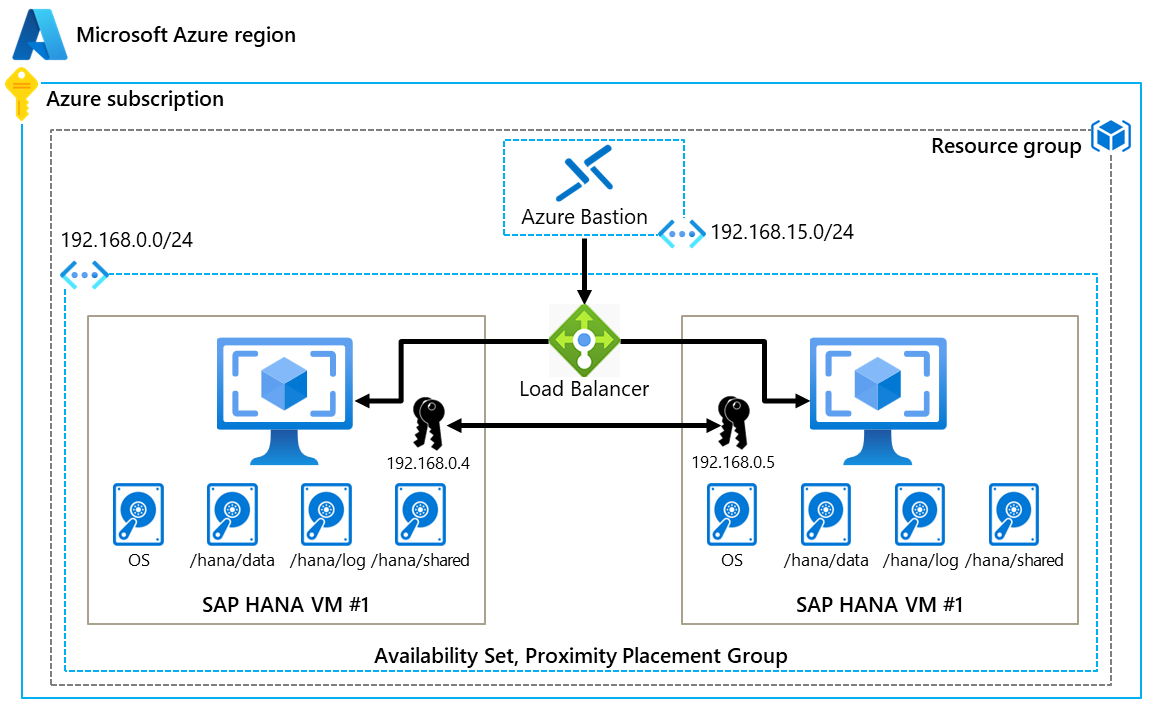 Microsoft Azure region
Azure subscription
Resource group
Azure Bastion
192.168.15.0/24
192.168.0.0/24
Load Balancer
192.168.0.4
192.168.0.5
OS
/hana/data
/hana/log
/hana/shared
OS
/hana/data
/hana/log
/hana/shared
SAP HANA VM #1
SAP HANA VM #1
Availability Set, Proximity Placement Group